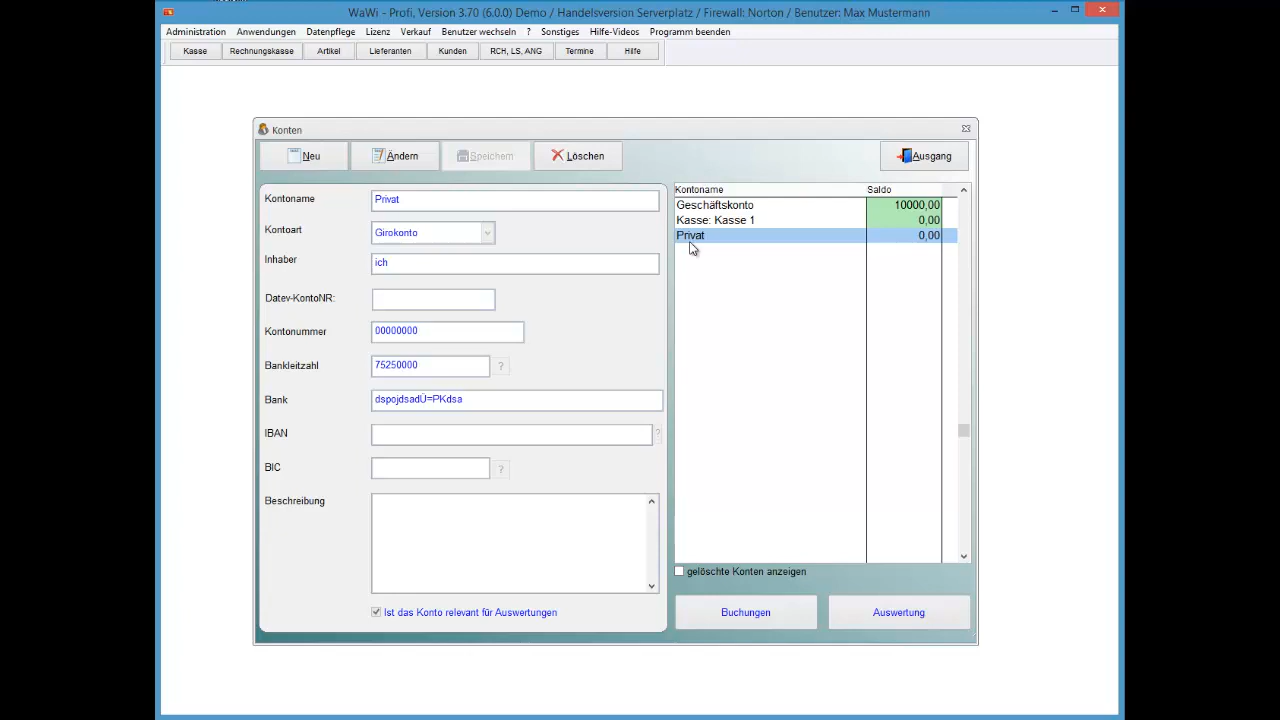 WaWi - Profi, Version 3.70 (6.0.0) Demo / Handelsversion Serverplatz / Firewall: Norton / Benutzer: Max Mustermann
Administration Anwendungen Datenpflege Lizenz Verkauf Benutzer wechseln ? Sonstiges Hilfe-Videos Programm beenden
Kasse Rechnungskasse Artikel Lieferanten Kunden RCH, LS, ANG Termine Hilfe
Konten
Neu Ändern Speichern Löschen Ausgang
Kontoname Privat
Kontoart Girokonto
Inhaber ich
Datev-KontoNR:
Kontonummer 00000000
Bankleitzahl 75250000 ?
Bank dspojdsadÜ=PKdsa
IBAN ?
BIC ?
Beschreibung
Ist das Konto relevant für Auswertungen
Kontoname Saldo
Geschäftskonto 10000,00
Kasse: Kasse 1 0,00
Privat 0,00
gelöschte Konten anzeigen
Buchungen Auswertung